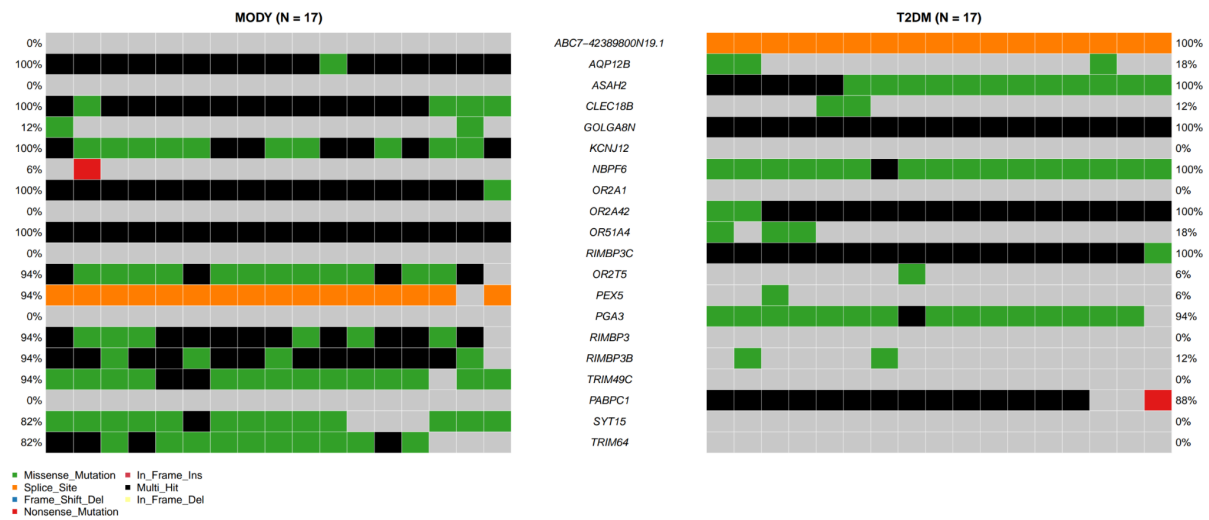 MODY (N = 17) T2DM (N = 17)
0% ABC7−42389800N19.1 100%
100% AQP12B 18%
0% ASAH2 100%
100% CLEC18B 12%
12% GOLGA8N 100%
100% KCNJ12 0%
6% NBPF6 100%
100% OR2A1 0%
0% OR2A42 100%
100% OR51A4 18%
0% RIMBP3C 100%
94% OR2T5 6%
94% PEX5 6%
0% PGA3 94%
94% RIMBP3 0%
94% RIMBP3B 12%
94% TRIM49C 0%
0% PABPC1 88%
82% SYT15 0%
82% TRIM64 0%
Missense_Mutation In_Frame_Ins
Splice_Site Multi_Hit
Frame_Shift_Del In_Frame_Del
Nonsense_Mutation